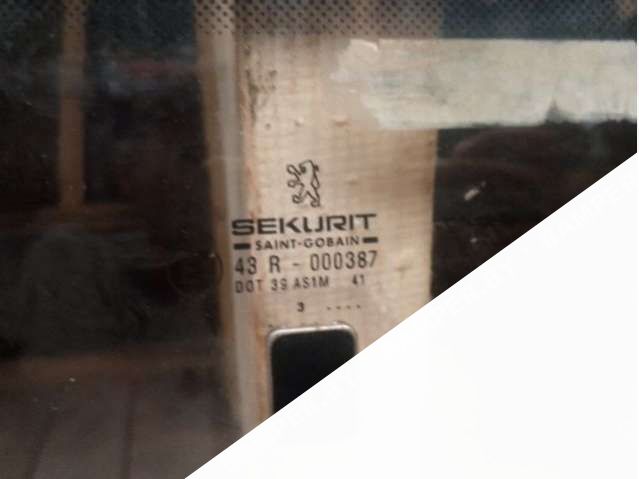 SEKURIT
SAINT-GOBAIN
43 R - 000387
DOT 39 AS1M 41
3 ----